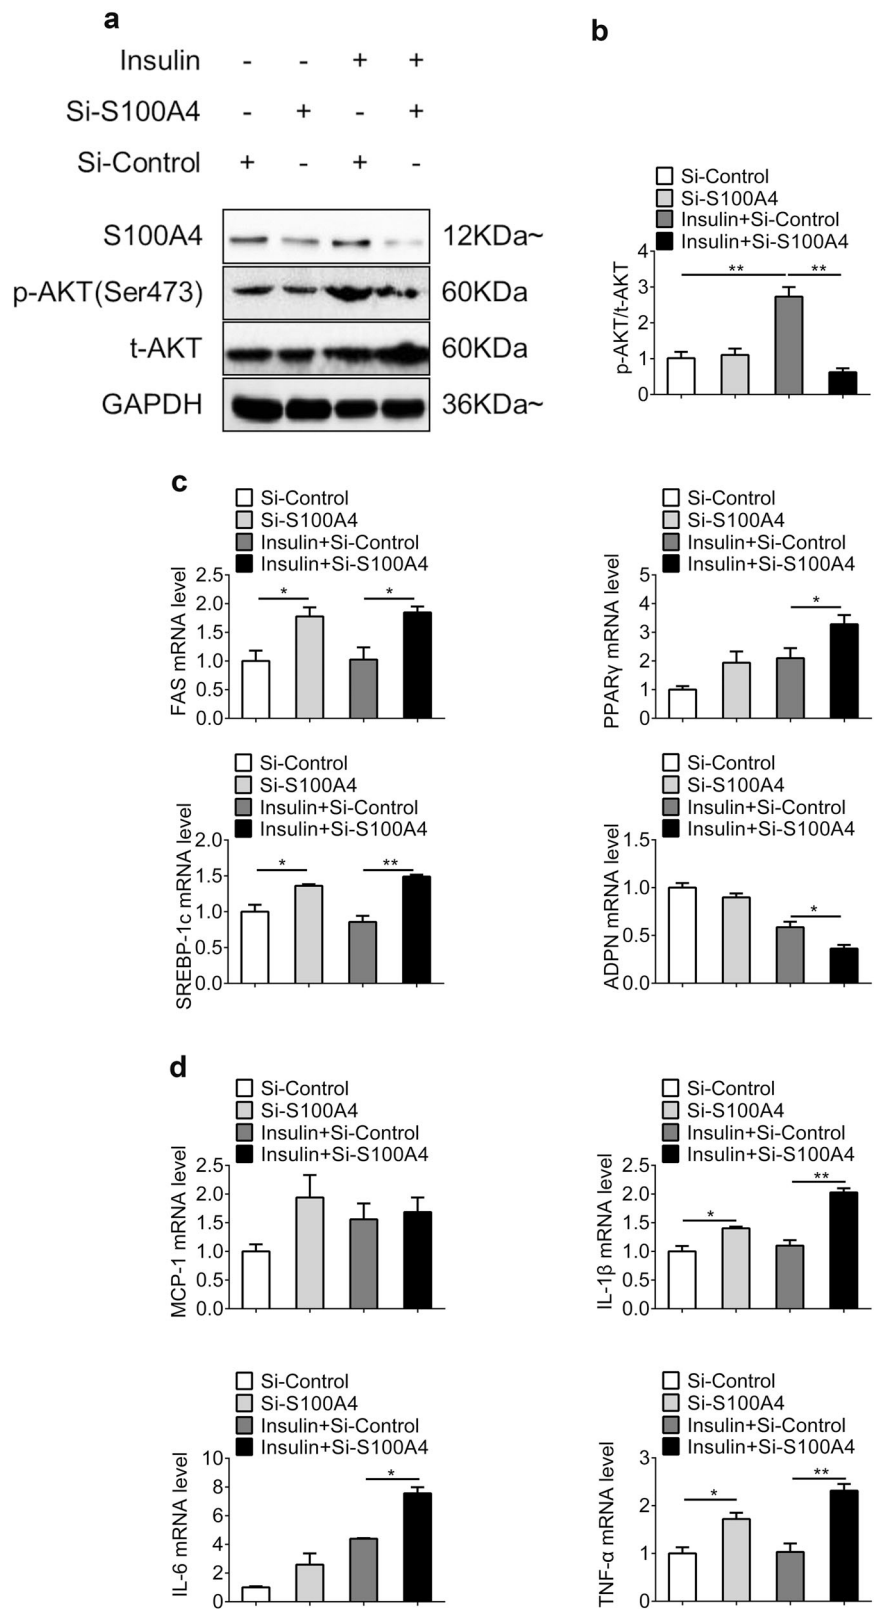 a
Insulin - - + +
Si-S100A4 - + - +
Si-Control + - + -
S100A4 12KDa~
p-AKT(Ser473) 60KDa
t-AKT 60KDa
GAPDH 36KDa~
b
Si-Control
Si-S100A4
Insulin+Si-Control
Insulin+Si-S100A4
p-AKT/t-AKT
4
3
2
1
0
** **
c
Si-Control
Si-S100A4
Insulin+Si-Control
Insulin+Si-S100A4
FAS mRNA level
2.5
2.0
1.5
1.0
0.5
0.0
* *
Si-Control
Si-S100A4
Insulin+Si-Control
Insulin+Si-S100A4
PPARγ mRNA level
5
4
3
2
1
0
*
Si-Control
Si-S100A4
Insulin+Si-Control
Insulin+Si-S100A4
SREBP-1c mRNA level
2.0
1.5
1.0
0.5
0.0
* **
Si-Control
Si-S100A4
Insulin+Si-Control
Insulin+Si-S100A4
ADPN mRNA level
1.5
1.0
0.5
0.0
*
d
Si-Control
Si-S100A4
Insulin+Si-Control
Insulin+Si-S100A4
MCP-1 mRNA level
2.5
2.0
1.5
1.0
0.5
0.0
Si-Control
Si-S100A4
Insulin+Si-Control
Insulin+Si-S100A4
IL-1β mRNA level
2.5
2.0
1.5
1.0
0.5
0.0
* **
Si-Control
Si-S100A4
Insulin+Si-Control
Insulin+Si-S100A4
IL-6 mRNA level
10
8
6
4
2
0
*
Si-Control
Si-S100A4
Insulin+Si-Control
Insulin+Si-S100A4
TNF-α mRNA level
3
2
1
0
* **